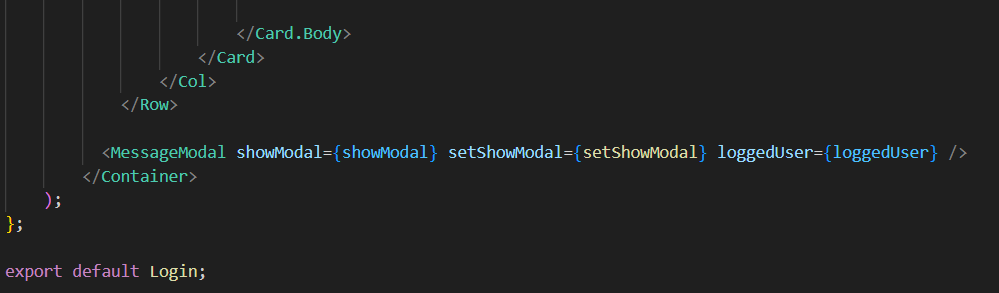 </Card.Body>
</Card>
</Col>
</Row>
<MessageModal showModal={showModal} setShowModal={setShowModal} loggedUser={loggedUser} />
</Container>
);
};
export default Login;